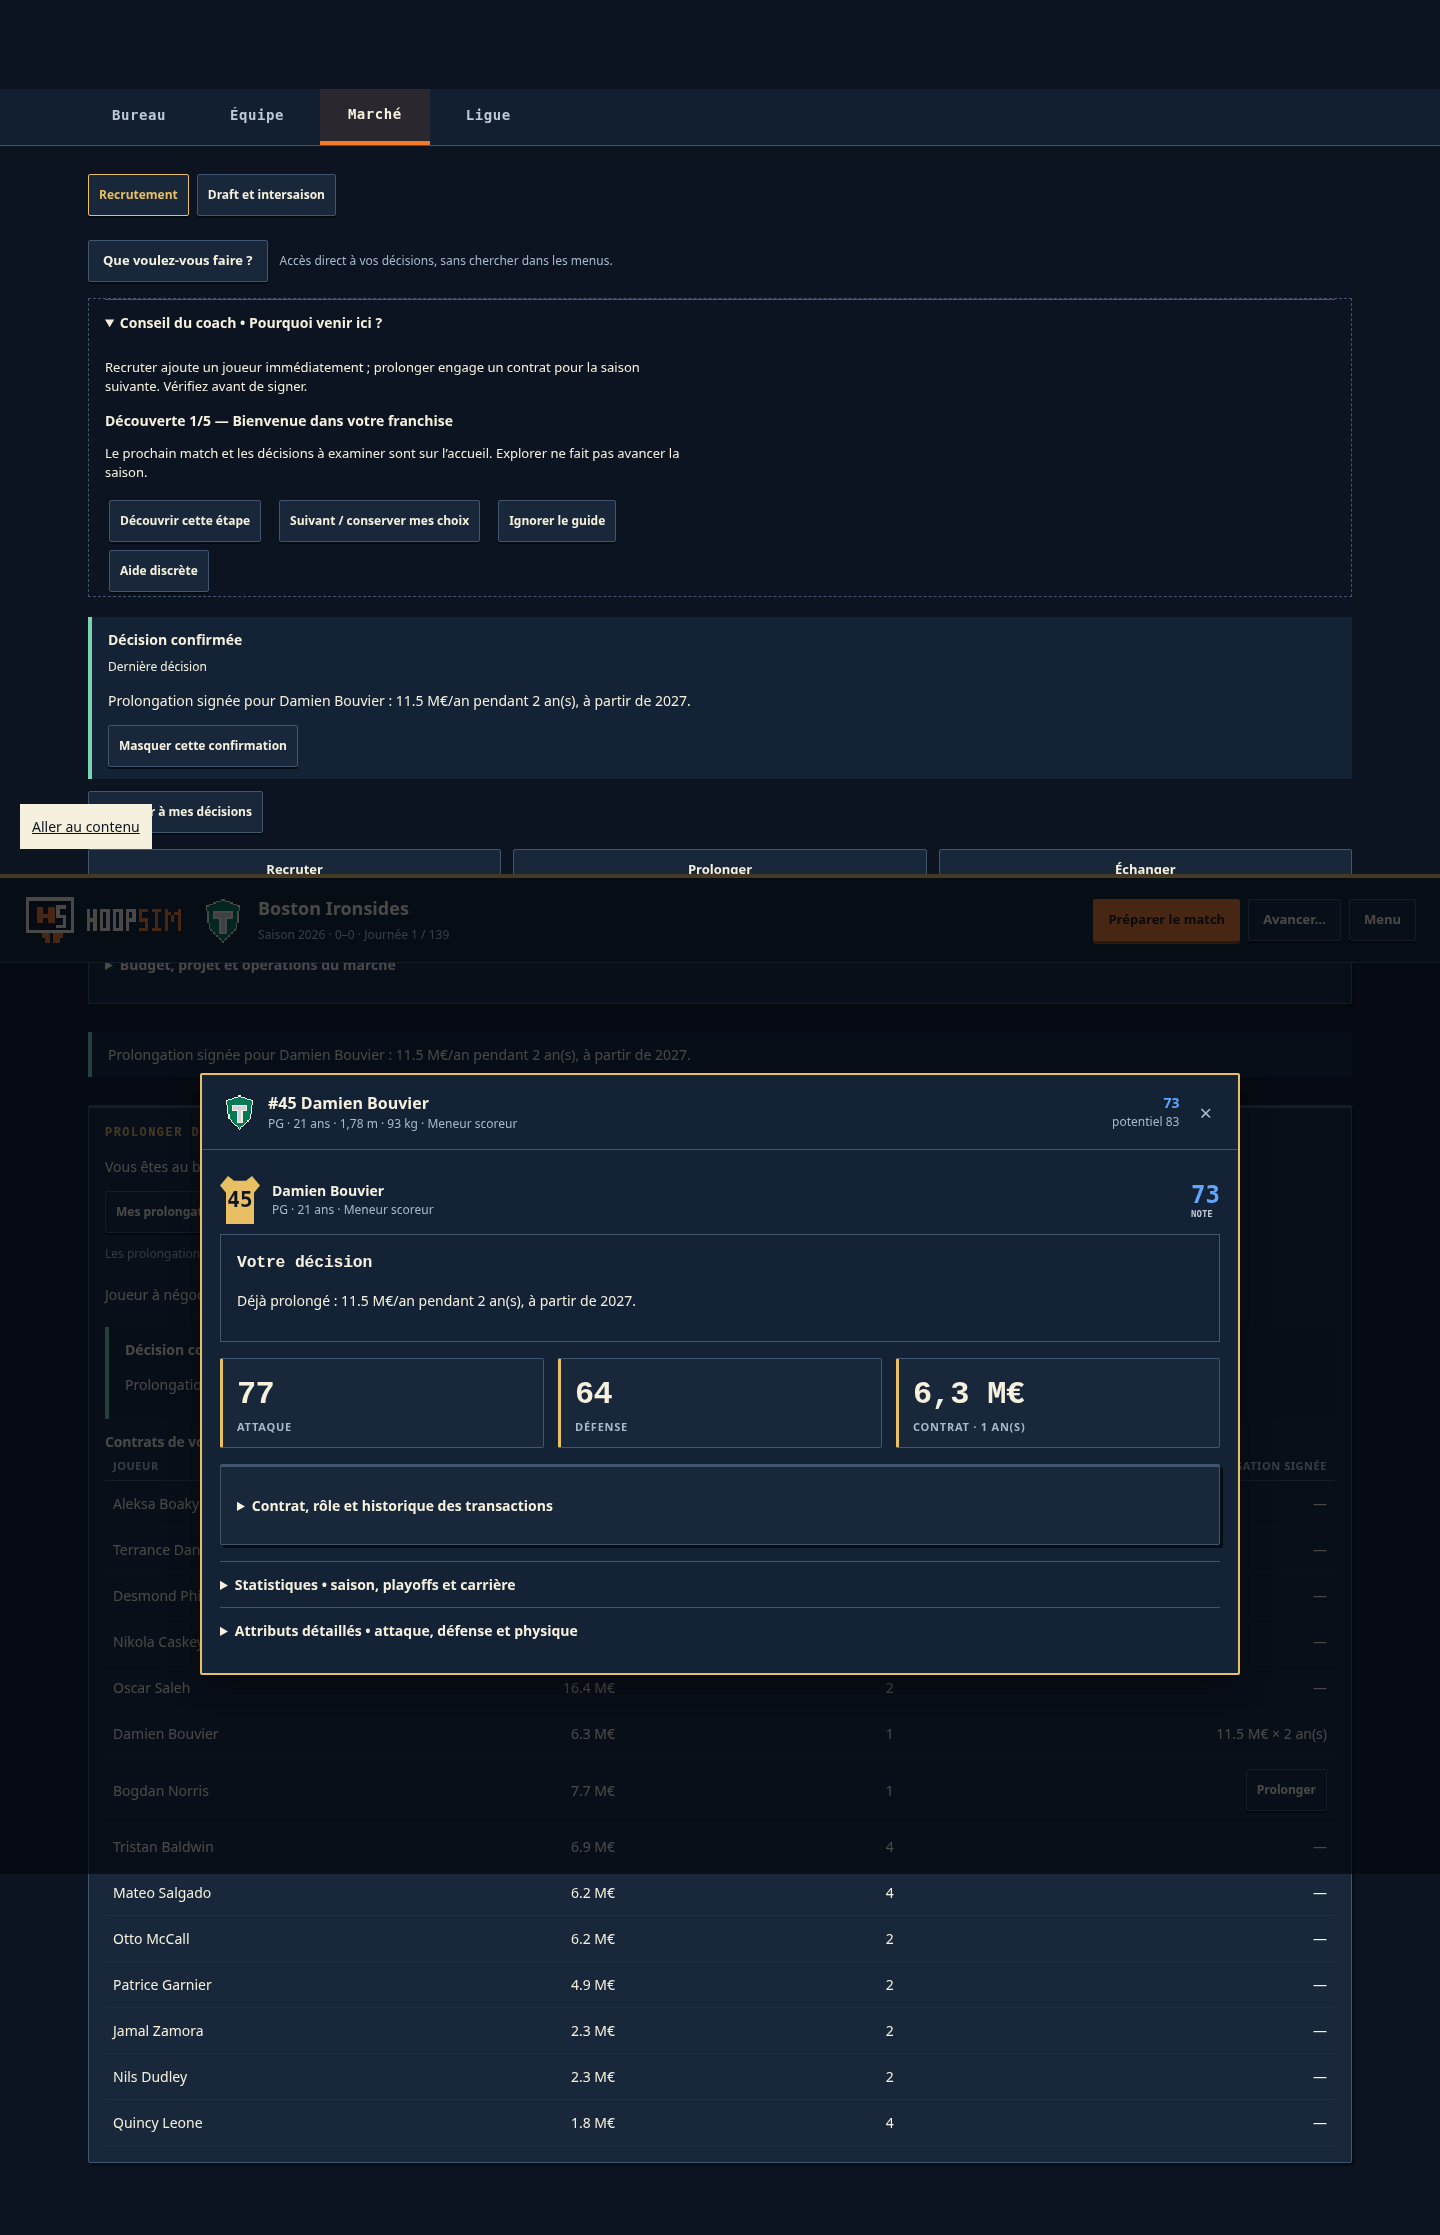 Bureau Équipe Marché Ligue
Recrutement Draft et intersaison
Que voulez-vous faire ? Accès direct à vos décisions, sans chercher dans les menus.
▼ Conseil du coach • Pourquoi venir ici ?
Recruter ajoute un joueur immédiatement ; prolonger engage un contrat pour la saison
suivante. Vérifiez avant de signer.
Découverte 1/5 — Bienvenue dans votre franchise
Le prochain match et les décisions à examiner sont sur l’accueil. Explorer ne fait pas avancer la
saison.
Découvrir cette étape Suivant / conserver mes choix Ignorer le guide
Aide discrète
Décision confirmée
Dernière décision
Prolongation signée pour Damien Bouvier : 11.5 M€/an pendant 2 an(s), à partir de 2027.
Masquer cette confirmation
à mes décisions
Aller au contenu
Recruter Prolonger Échanger
HOOPSIM
Boston Ironsides
Saison 2026 · 0–0 · Journée 1 / 139
Préparer le match Avancer… Menu
▶ Budget, projet et opérations du marché
Prolongation signée pour Damien Bouvier : 11.5 M€/an pendant 2 an(s), à partir de 2027.
PROLONGER
Vous êtes au
#45 Damien Bouvier
PG · 21 ans · 1,78 m · 93 kg · Meneur scoreur
73
potentiel 83
×
45
Damien Bouvier
PG · 21 ans · Meneur scoreur
73
NOTE
Votre décision
Déjà prolongé : 11.5 M€/an pendant 2 an(s), à partir de 2027.
77
ATTAQUE
64
DÉFENSE
6,3 M€
CONTRAT · 1 AN(S)
▶ Contrat, rôle et historique des transactions
▶ Statistiques • saison, playoffs et carrière
▶ Attributs détaillés • attaque, défense et physique
Mes
Les
Joueur à
Décision
Contrats de
JOUEUR SIGNÉE
Aleksa —
Terrance —
Desmond —
Nikola Caskey —
Oscar Saleh 16.4 M€ 2 —
Damien Bouvier 6.3 M€ 1 11.5 M€ × 2 an(s)
Bogdan Norris 7.7 M€ 1 Prolonger
Tristan Baldwin 6.9 M€ 4 —
Mateo Salgado 6.2 M€ 4 —
Otto McCall 6.2 M€ 2 —
Patrice Garnier 4.9 M€ 2 —
Jamal Zamora 2.3 M€ 2 —
Nils Dudley 2.3 M€ 2 —
Quincy Leone 1.8 M€ 4 —